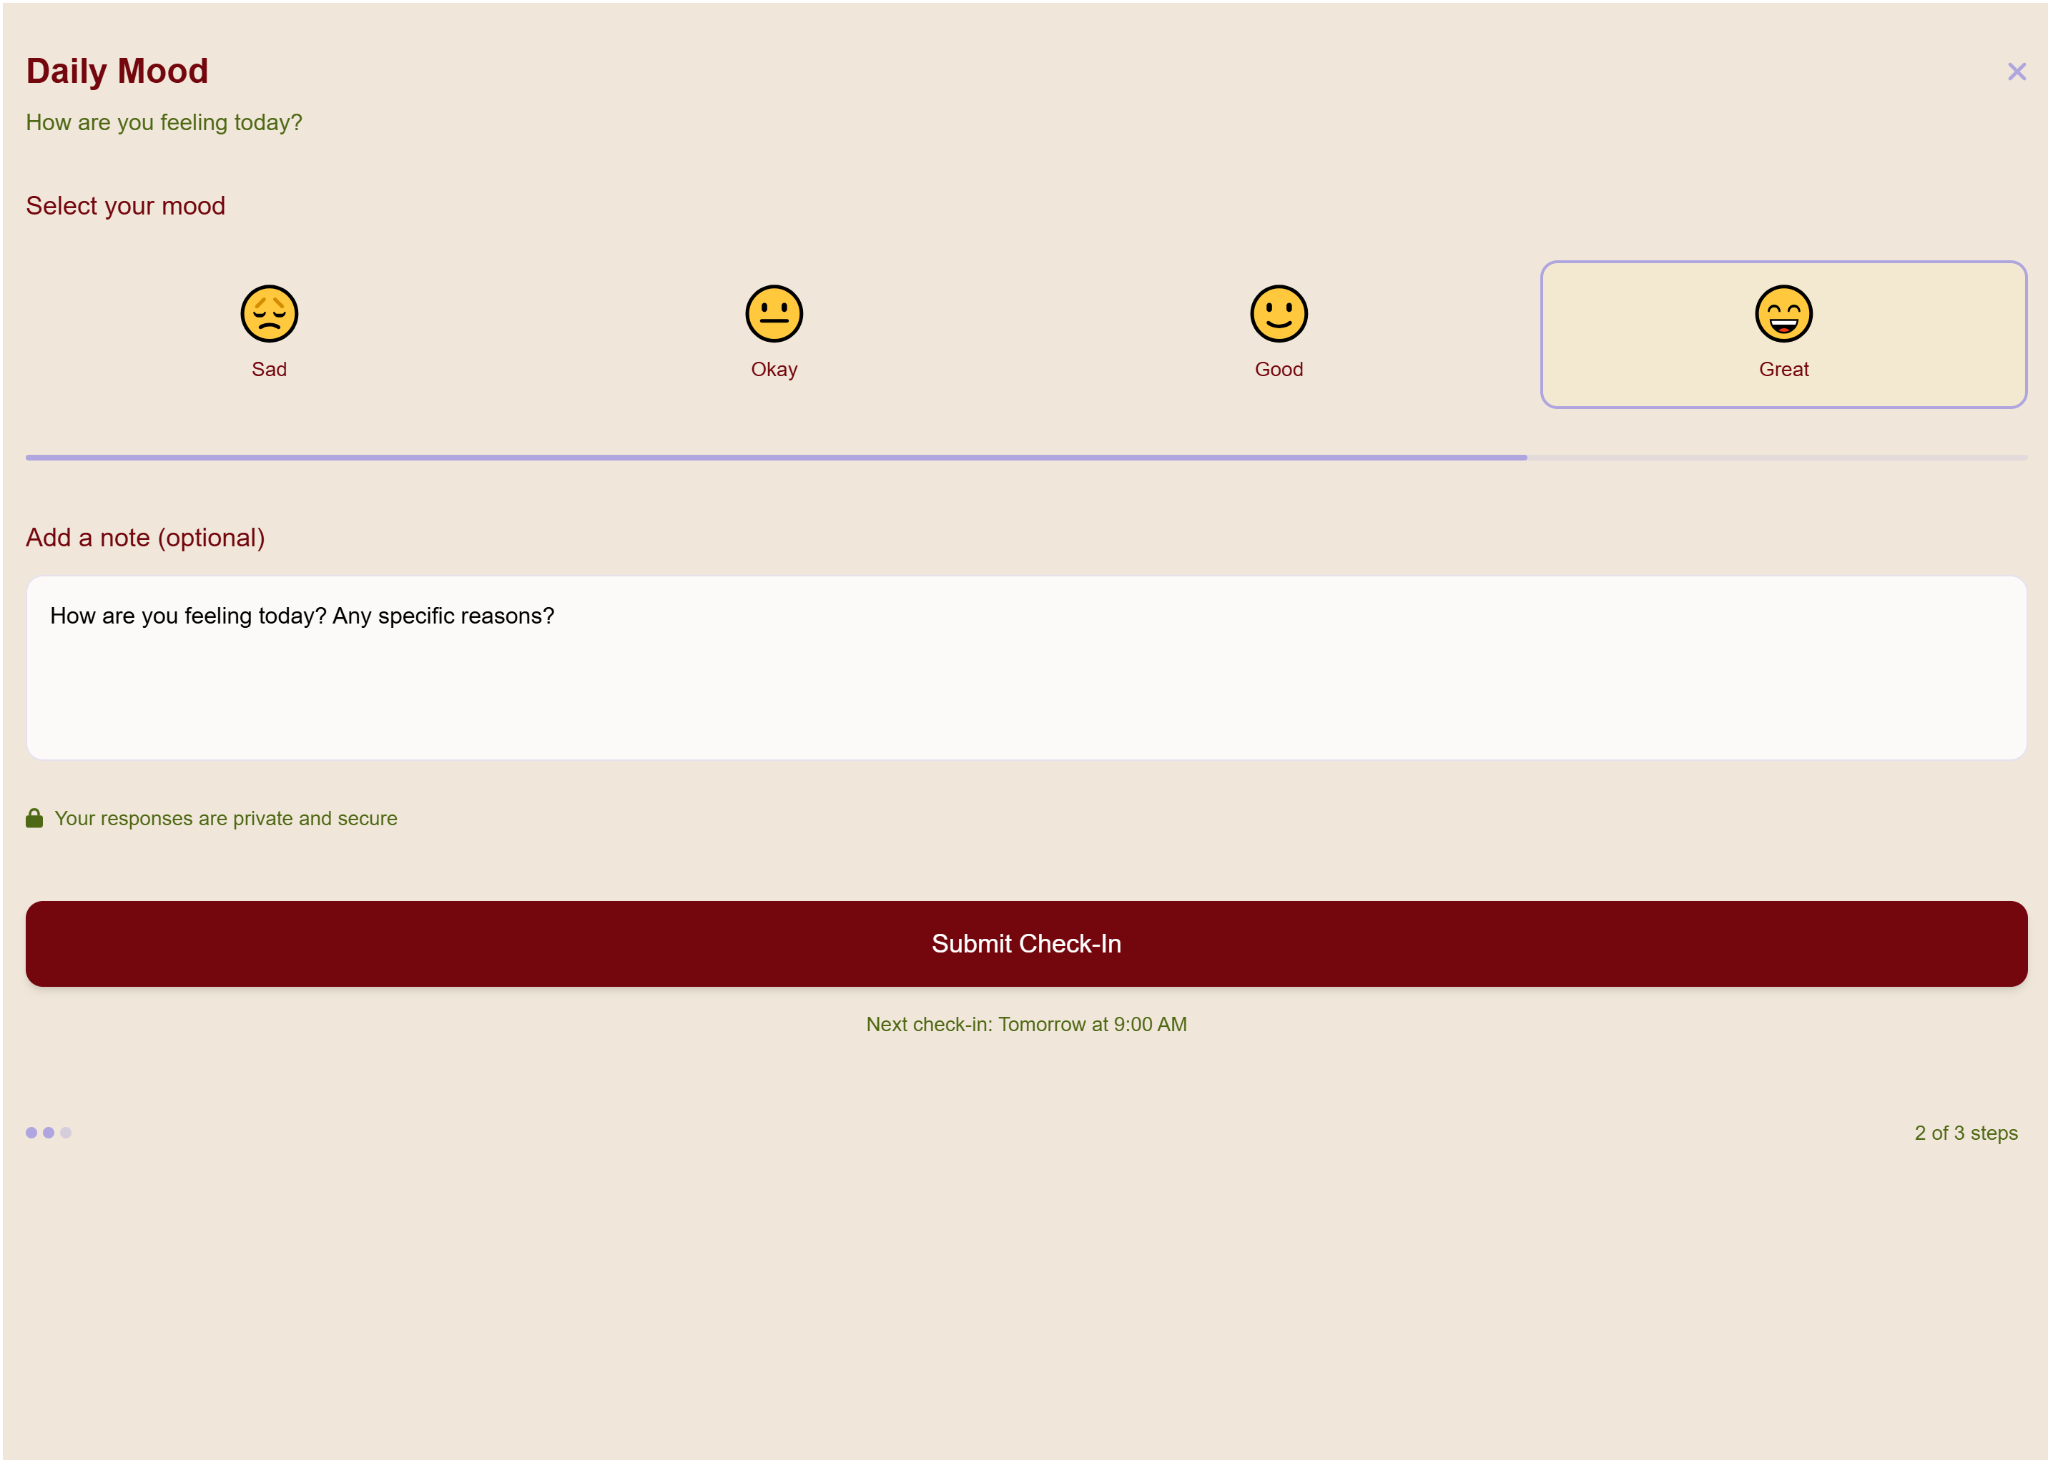 Daily Mood
How are you feeling today?
Select your mood
Sad
Okay
Good
Great
Add a note (optional)
How are you feeling today? Any specific reasons?
Your responses are private and secure
Submit Check-In
Next check-in: Tomorrow at 9:00 AM
2 of 3 steps